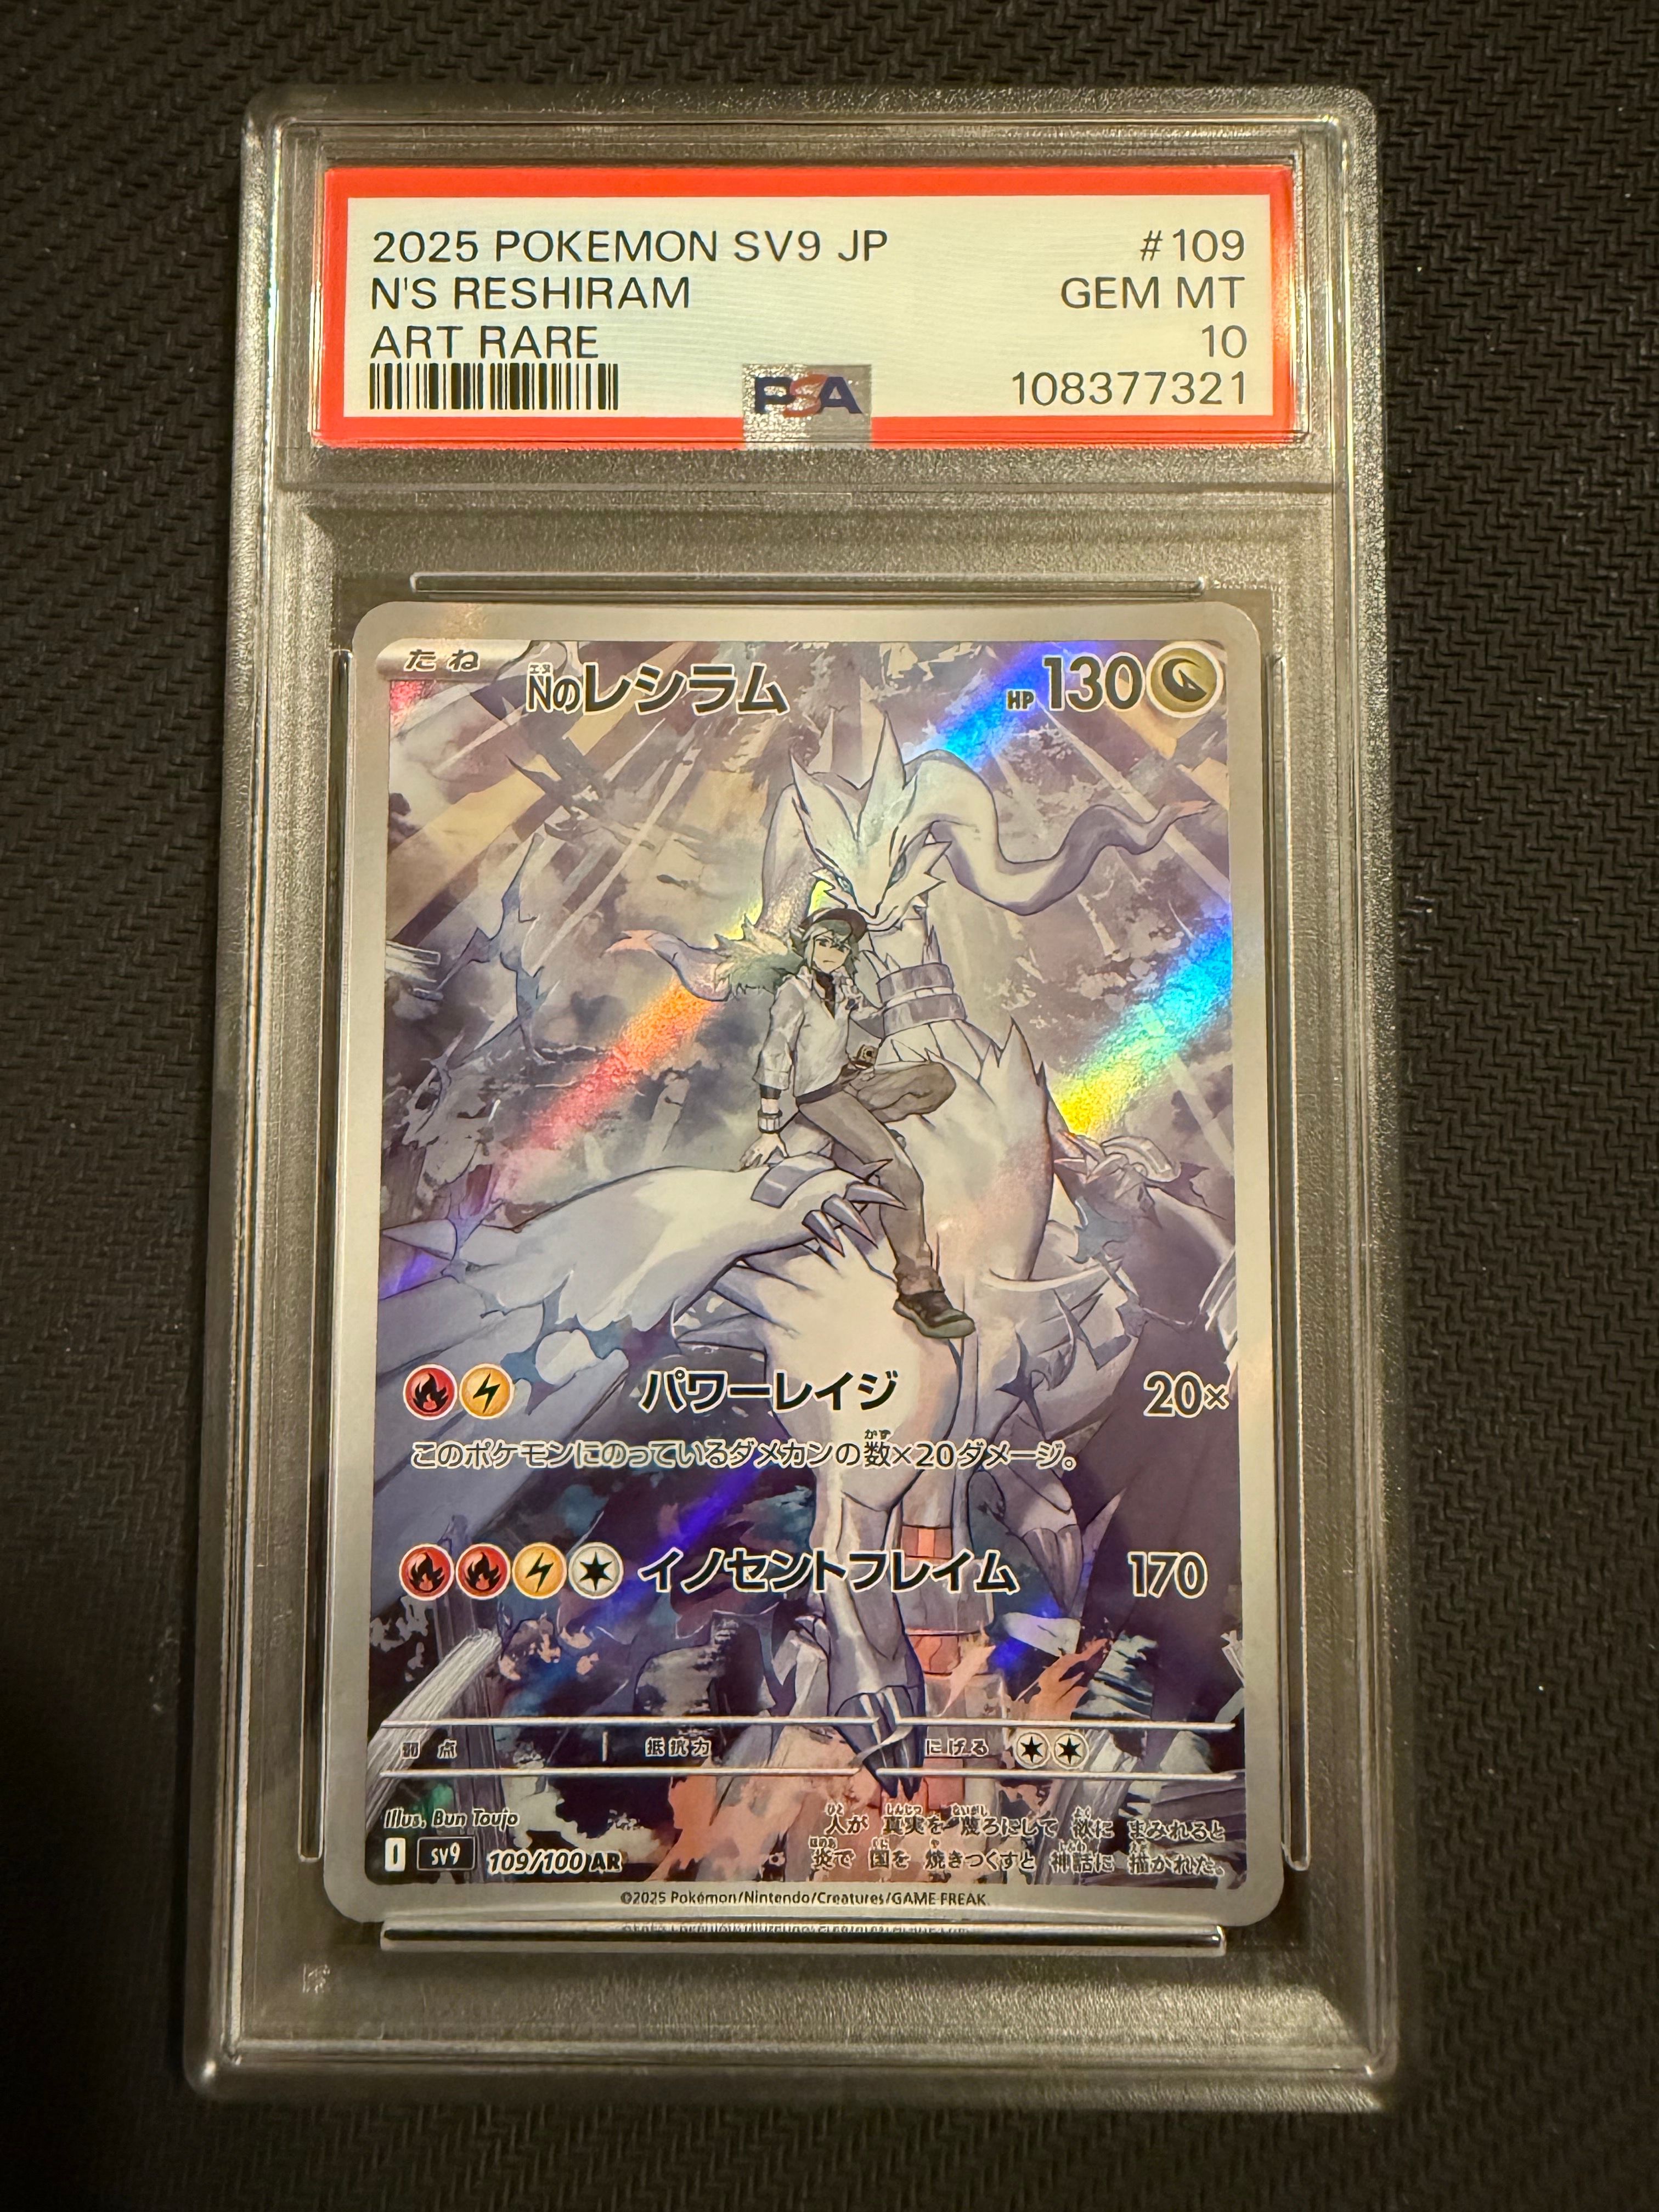 2025 POKEMON SV9 JP #109
N'S RESHIRAM GEM MT
ART RARE 10
PSA 108377321
たね Nのレシラム HP 130
エヌ
パワーレイジ 20×
このポケモンにのっているダメカンの数×20ダメージ。
かず
イノセントフレイム 170
弱点 抵抗力 にげる
Illus. Bun Toujo
I SV9 109/100 AR
人が 真実を 蔑ろにして 欲に まみれると
炎で 国を 焼きつくすと 神話に 描かれた。
©2025 Pokémon/Nintendo/Creatures/GAME FREAK.